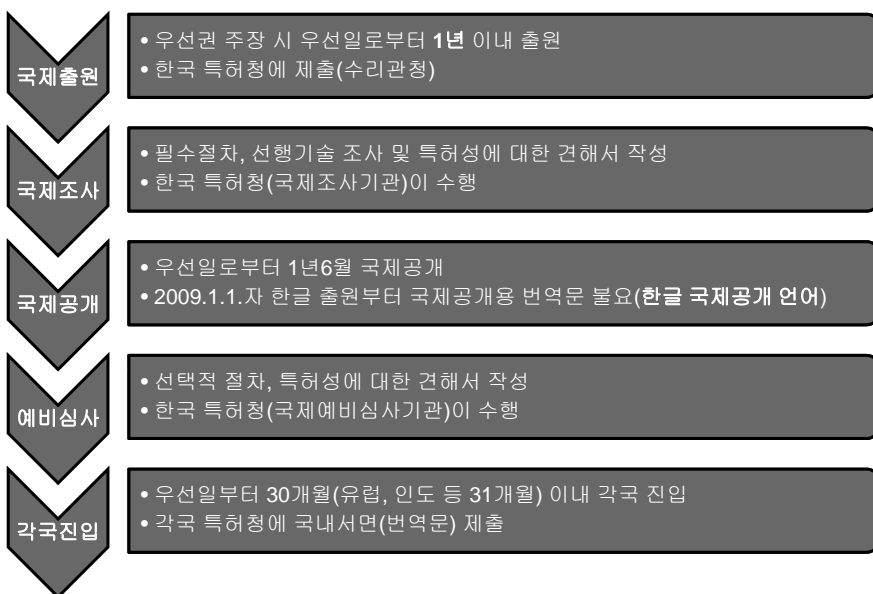 국제출원
• 우선권 주장 시 우선일로부터 1년 이내 출원
• 한국 특허청에 제출(수리관청)
국제조사
• 필수절차, 선행기술 조사 및 특허성에 대한 견해서 작성
• 한국 특허청(국제조사기관)이 수행
국제공개
• 우선일로부터 1년6월 국제공개
• 2009.1.1.자 한글 출원부터 국제공개용 번역문 불요(한글 국제공개 언어)
예비심사
• 선택적 절차, 특허성에 대한 견해서 작성
• 한국 특허청(국제예비심사기관)이 수행
각국진입
• 우선일부터 30개월(유럽, 인도 등 31개월) 이내 각국 진입
• 각국 특허청에 국내서면(번역문) 제출